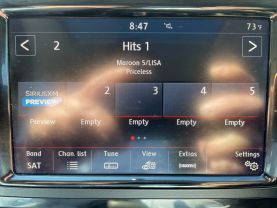 8:47 73°F
2 Hits 1
Maroon 5/LISA
Priceless
SIRIUSXM 2 3 4 5
PREVIEW
Preview Empty Empty Empty Empty
Band Chan. list Tune View Extras Settings
SAT